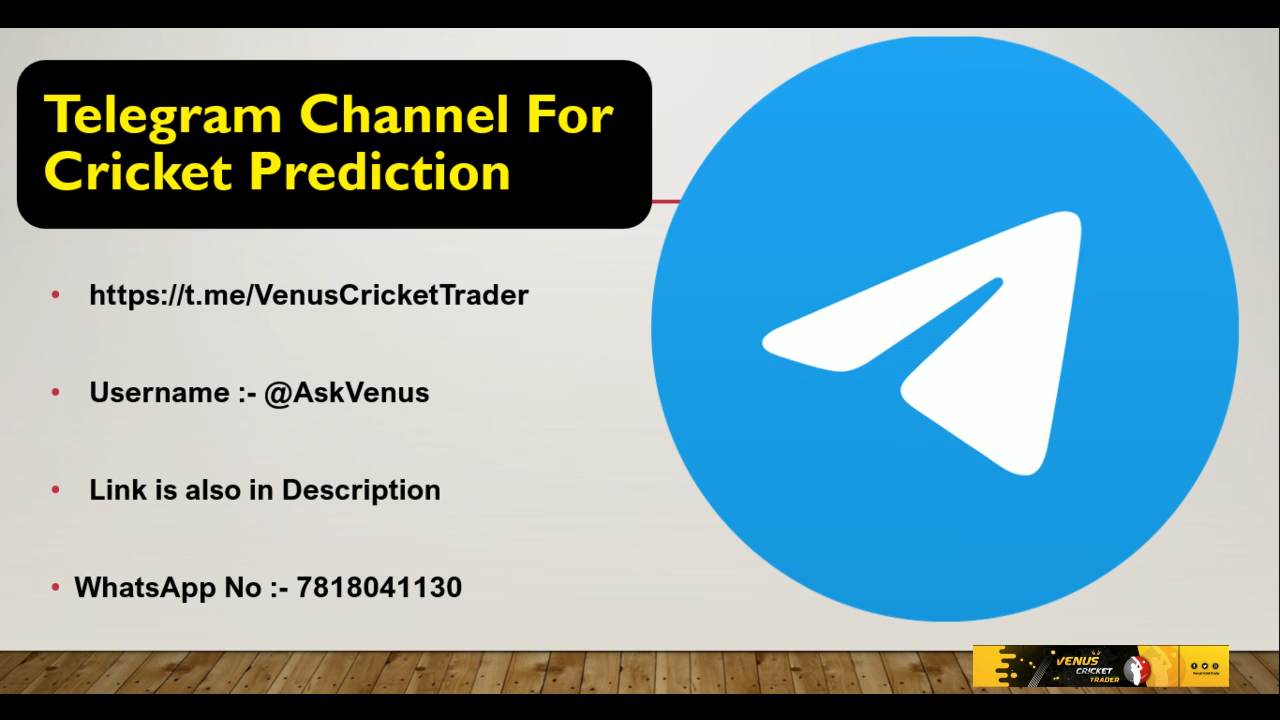 Telegram Channel For
Cricket Prediction
• https://t.me/VenusCricketTrader
• Username :- @AskVenus
• Link is also in Description
• WhatsApp No :- 7818041130
VENUS
CRICKET
TRADER